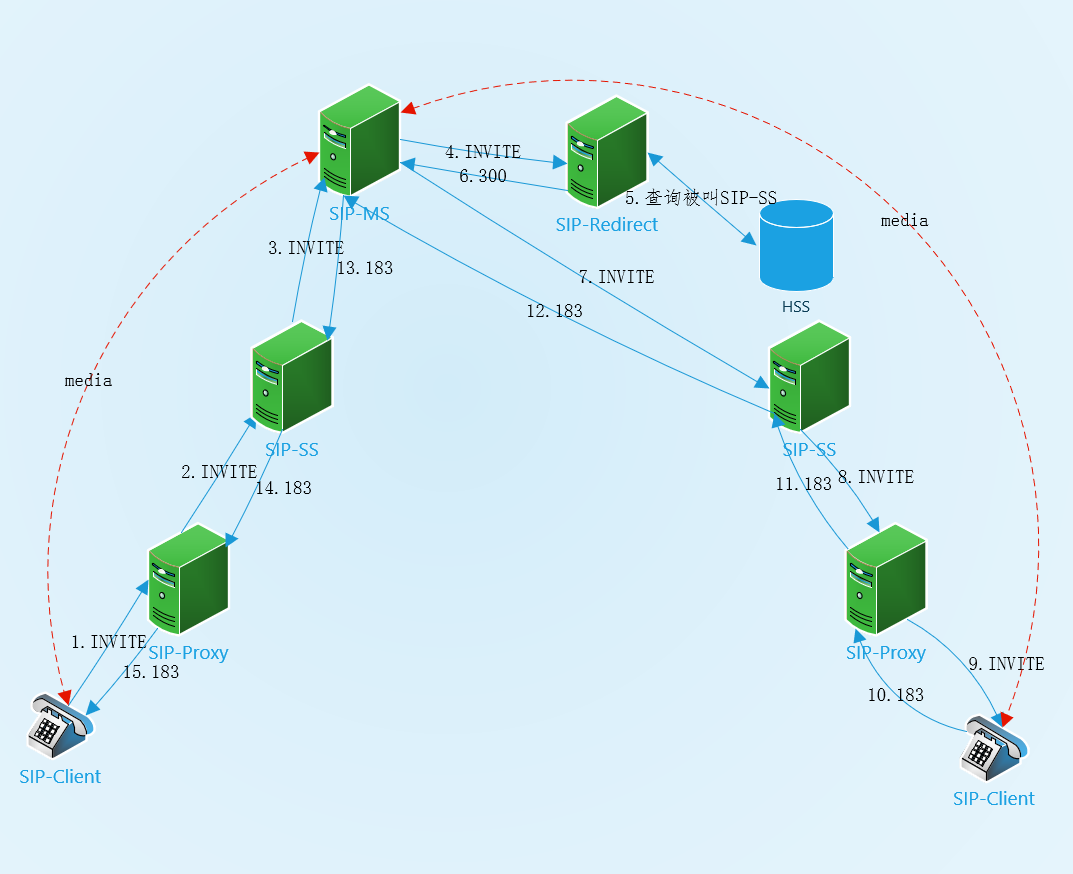 4.INVITE
6.300
5.查询被叫SIP-SS
SIP-MS
SIP-Redirect
media
3.INVITE
13.183
7.INVITE
12.183
HSS
media
SIP-SS
SIP-SS
2.INVITE
14.183
11.183
8.INVITE
1.INVITE
SIP-Proxy
15.183
SIP-Proxy
9.INVITE
10.183
SIP-Client
SIP-Client